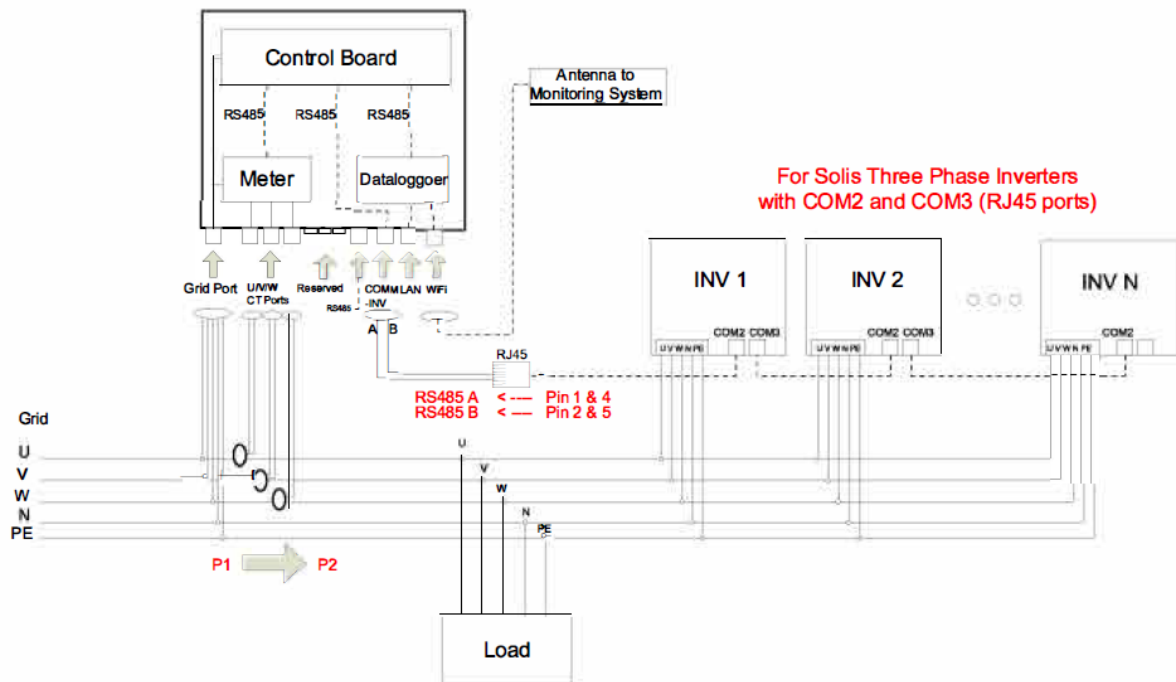 Control Board
Antenna to
Monitoring System
RS485
RS485
RS485
Meter
Dataloggoer
For Solis Three Phase Inverters
with COM2 and COM3 (RJ45 ports)
Grid Port
U/V/W
CT Ports
Reserved
RS485
COMM
-INV
LAN
WiFi
A
B
INV 1
COM2
COM3
U V W N PE
INV 2
COM2
COM3
U V W N PE
INV N
COM2
U V W N PE
RJ45
RS485 A < ---- Pin 1 & 4
RS485 B < ---- Pin 2 & 5
Grid
U
V
W
N
PE
U
V
W
N
PE
P1
P2
Load